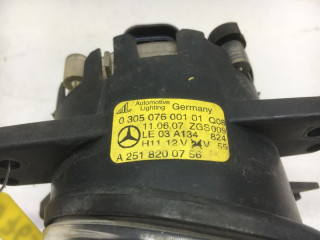 Automotive
Lighting Germany
0 305 076 001 01 Q08
11.06.07 ZGS 009
LE 03 A134 824
H11 12 V V 55
A 251 820 07 56